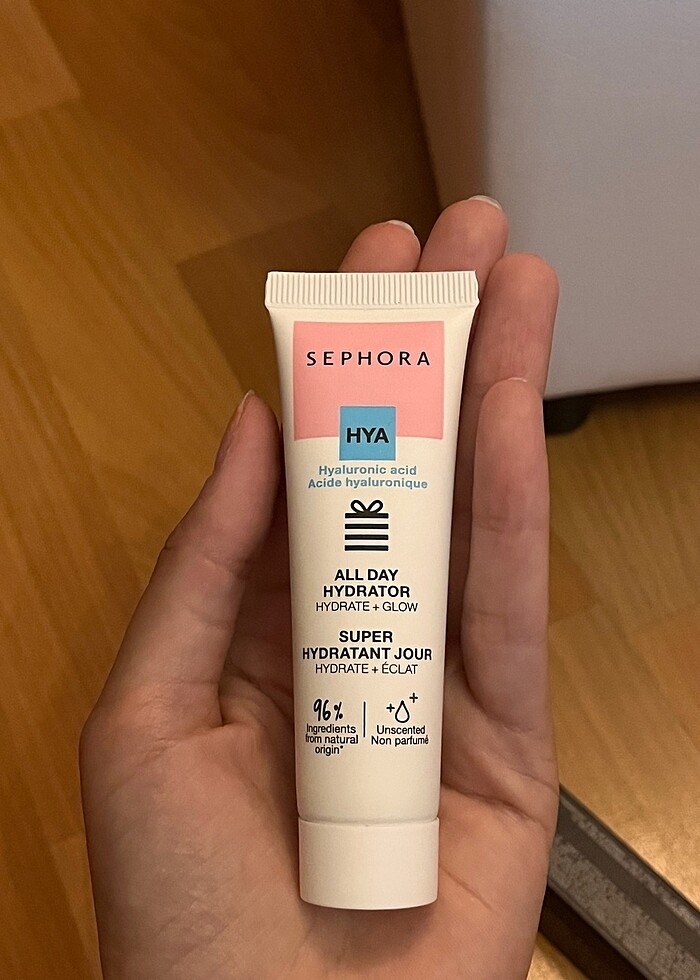 SEPHORA
HYA
Hyaluronic acid
Acide hyaluronique
ALL DAY
HYDRATOR
HYDRATE + GLOW
SUPER
HYDRATANT JOUR
HYDRATE + ÉCLAT
96%
Ingredients
from natural
origin*
Unscented
Non parfumé